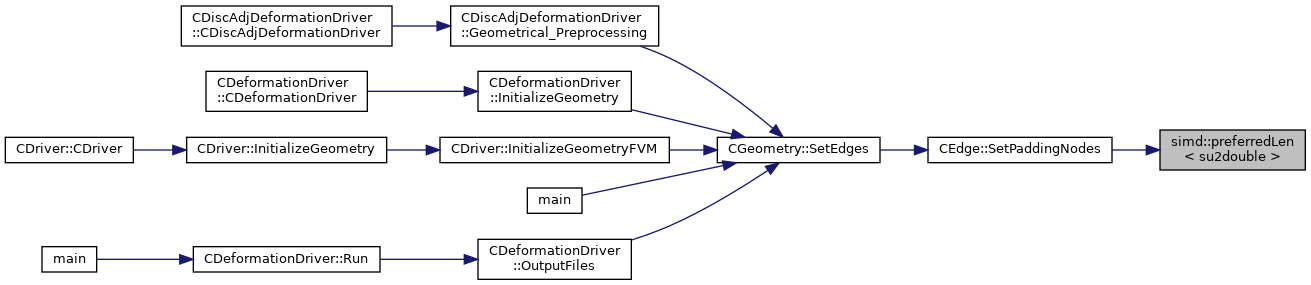 CDiscAdjDeformationDriver
::CDiscAdjDeformationDriver
CDiscAdjDeformationDriver
::Geometrical_Preprocessing
CDeformationDriver
::CDeformationDriver
CDeformationDriver
::InitializeGeometry
CDriver::CDriver
CDriver::InitializeGeometry
CDriver::InitializeGeometryFVM
CGeometry::SetEdges
CEdge::SetPaddingNodes
simd::preferredLen
< su2double >
main
main
CDeformationDriver::Run
CDeformationDriver
::OutputFiles